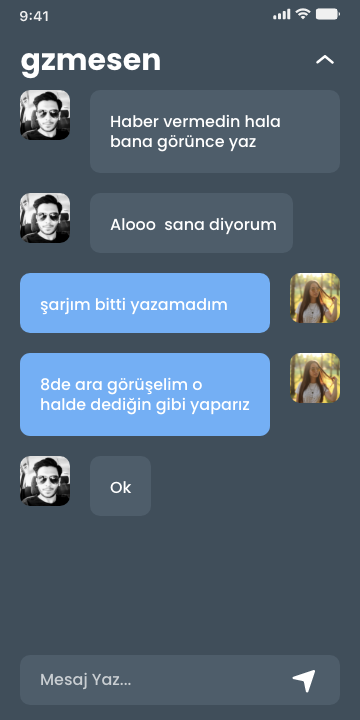 9:41
gzmesen
Haber vermedin hala
bana görünce yaz
Alooo  sana diyorum
şarjım bitti yazamadım
8de ara görüşelim o
halde dediğin gibi yaparız
Ok
Mesaj Yaz...